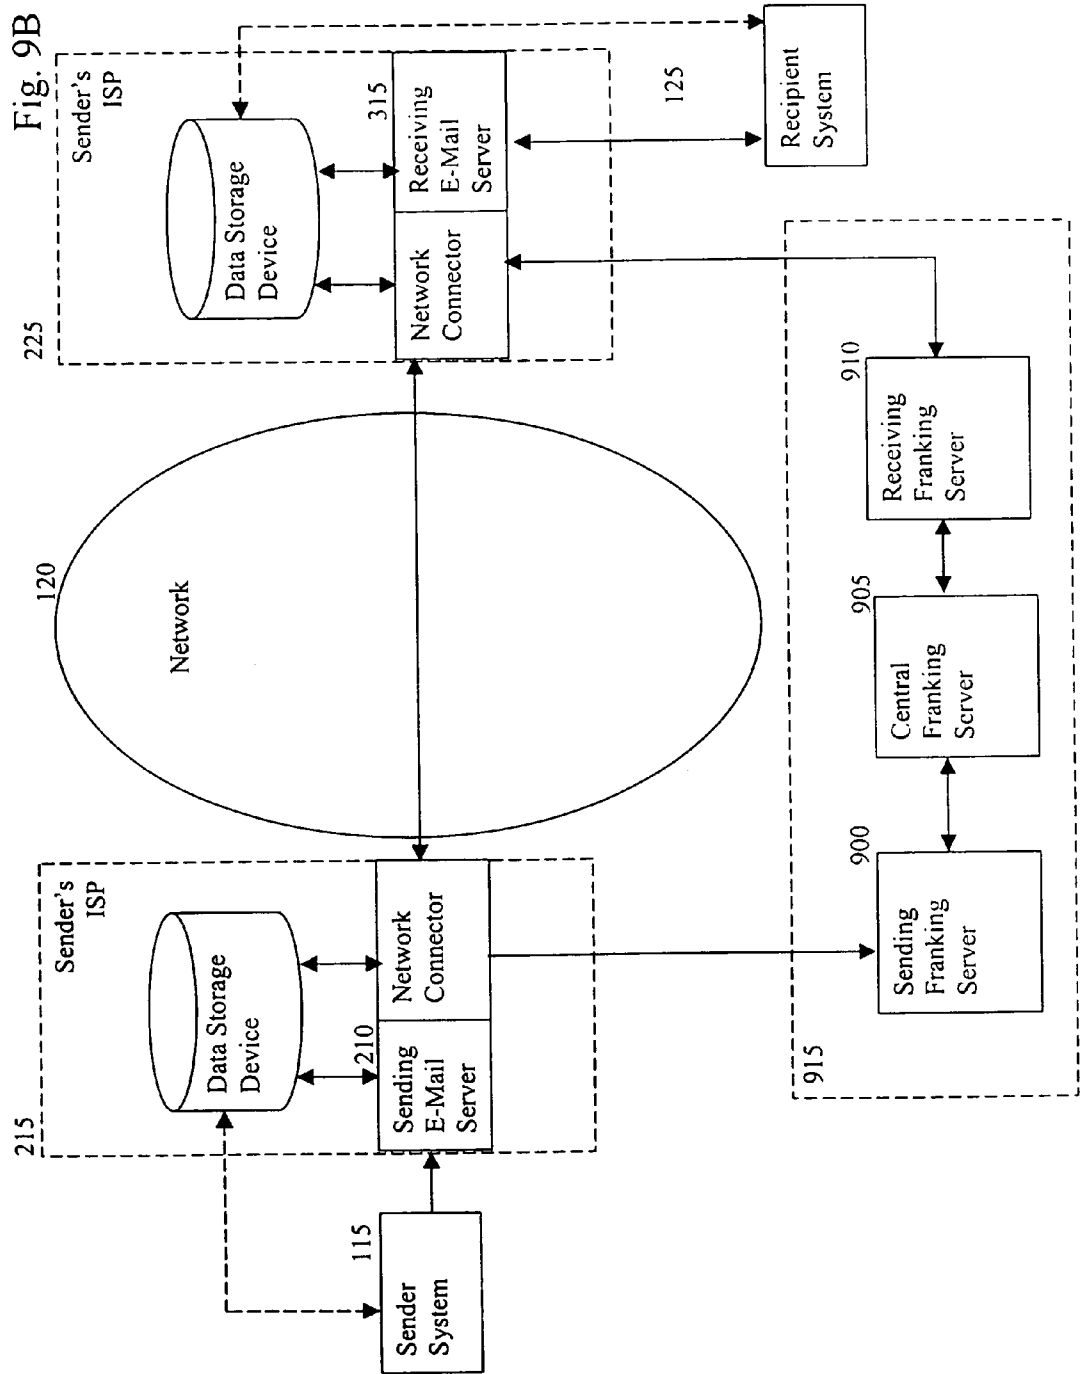 Fig. 9B
215
Sender's
ISP
Data Storage
Device
210
Sending
E-Mail
Server
Network
Connector
115
Sender
System
120
Network
225
Sender's
ISP
Data Storage
Device
Network
Connector
315
Receiving
E-Mail
Server
125
Recipient
System
915
900
Sending
Franking
Server
905
Central
Franking
Server
910
Receiving
Franking
Server